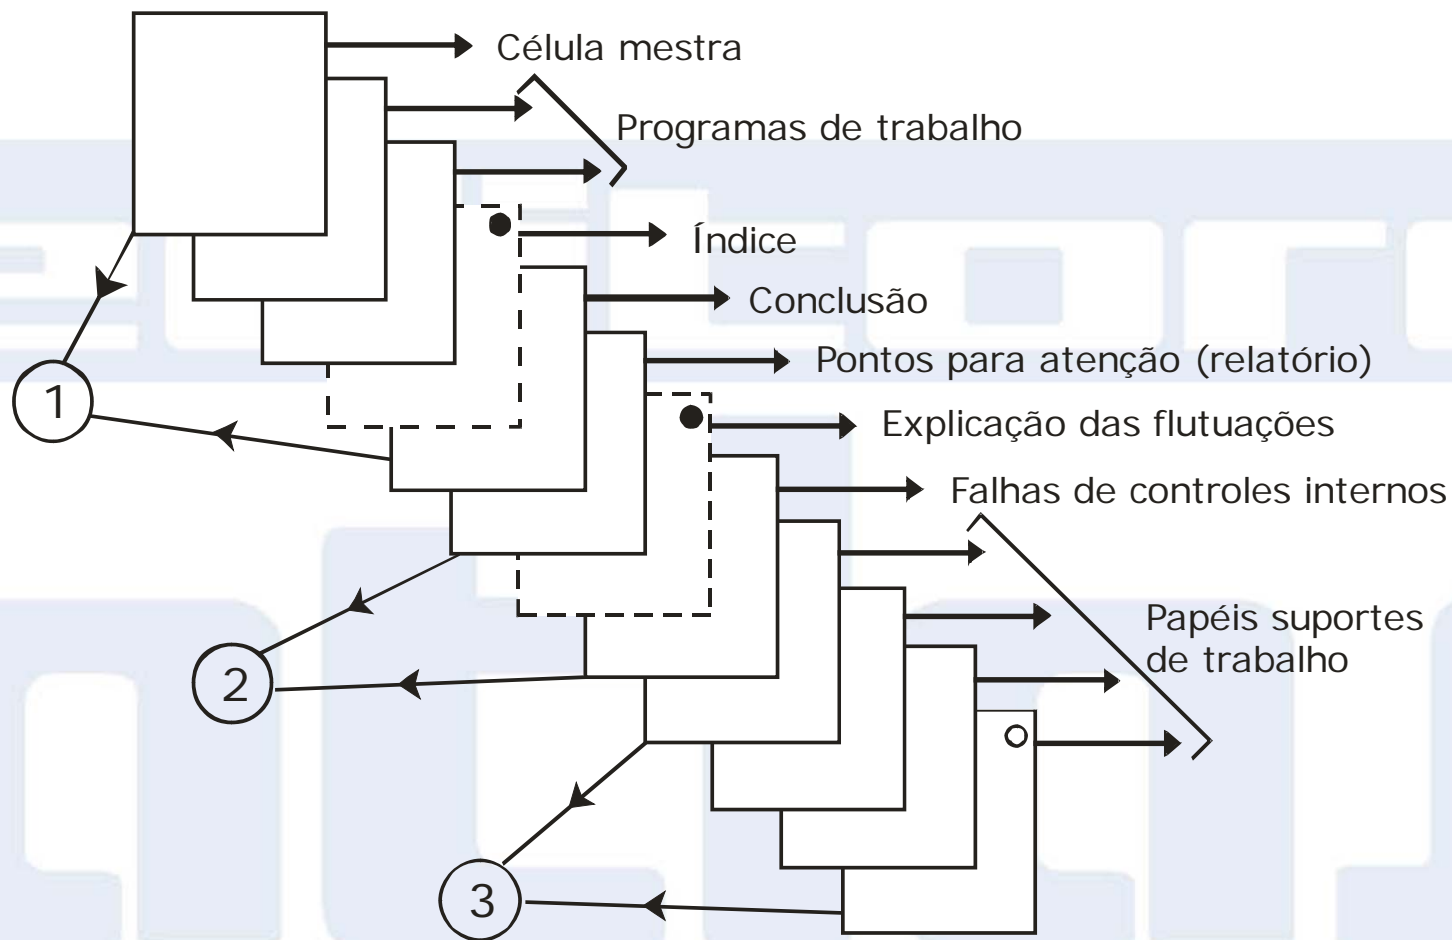 Célula mestra
Programas de trabalho
Índice
Conclusão
Pontos para atenção (relatório)
1
Explicação das flutuações
Falhas de controles internos
Papéis suportes
de trabalho
2
3